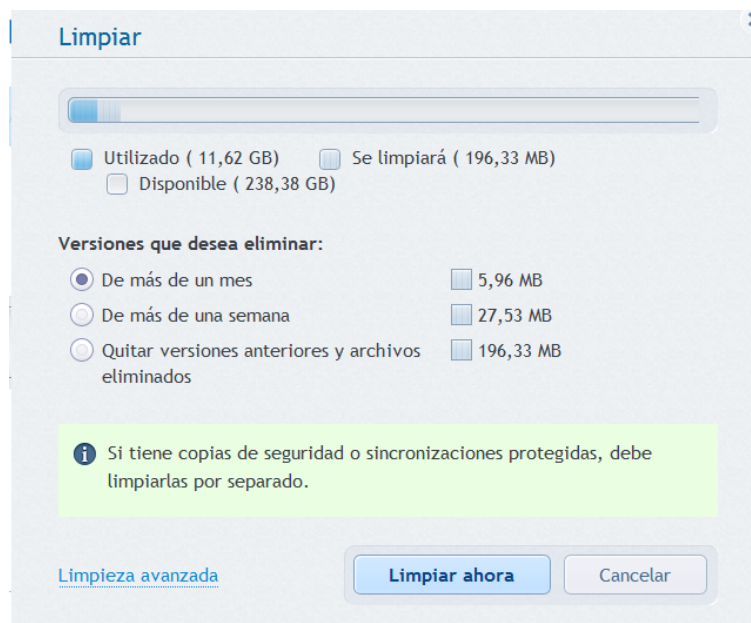 Limpiar
Utilizado ( 11,62 GB) Se limpiará ( 196,33 MB)
Disponible ( 238,38 GB)
Versiones que desea eliminar:
De más de un mes 5,96 MB
De más de una semana 27,53 MB
Quitar versiones anteriores y archivos 196,33 MB
eliminados
Si tiene copias de seguridad o sincronizaciones protegidas, debe
limpiarlas por separado.
Limpieza avanzada Limpiar ahora Cancelar